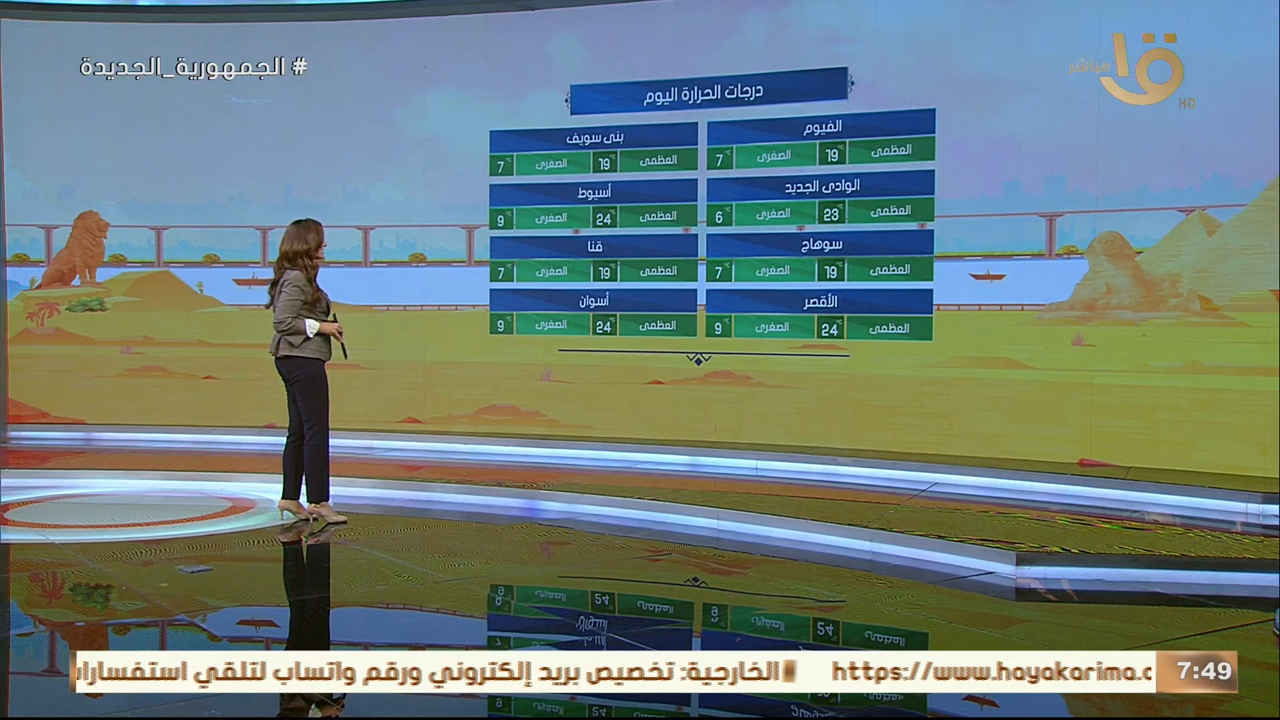 # الجمهورية_الجديدة
مباشر
HD
درجات الحرارة اليوم
الفيوم
العظمى 19 °c الصغرى 7 °c
بنى سويف
العظمى 19 °c الصغرى 7 °c
الوادى الجديد
العظمى 23 °c الصغرى 6 °c
أسيوط
العظمى 24 °c الصغرى 9 °c
سوهاج
العظمى 19 °c الصغرى 7 °c
قنا
العظمى 19 °c الصغرى 7 °c
الأقصر
العظمى 24 °c الصغرى 9 °c
أسوان
العظمى 24 °c الصغرى 9 °c
7:49
https://www.hayakarima.c
الخارجية: تخصيص بريد إلكتروني ورقم واتساب لتلقي استفسارا